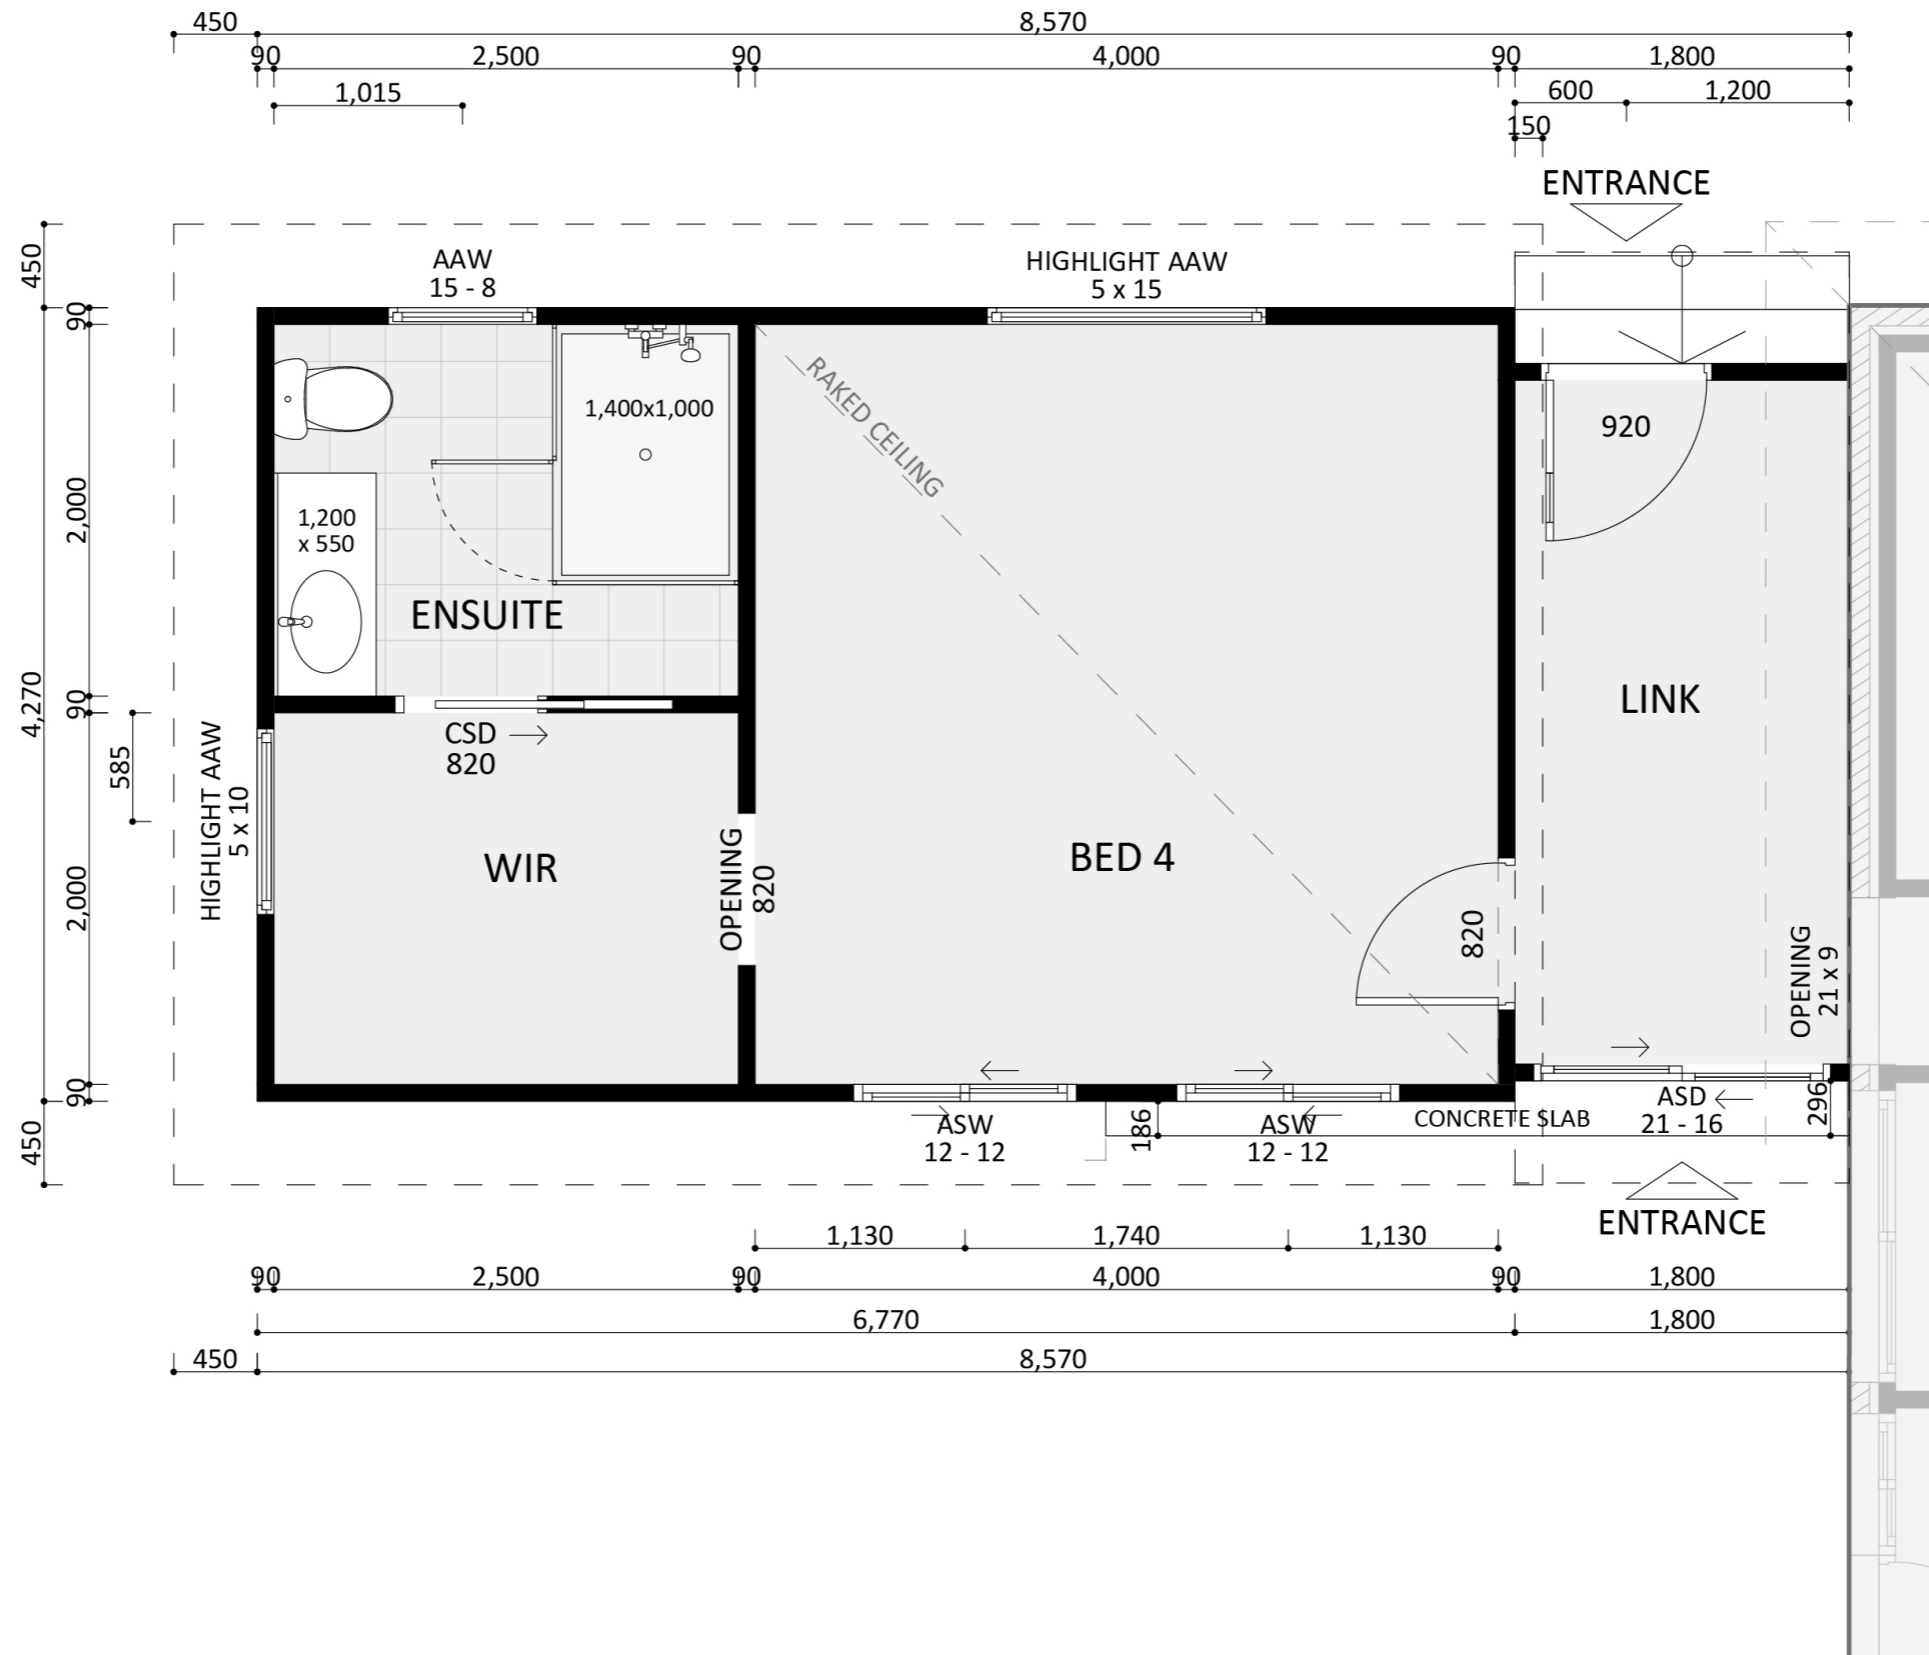 450 8,570
90 2,500 90 4,000 90 1,800
1,015 600 1,200
150
ENTRANCE
450
90
2,000
90
4,270
585
2,000
90
450
AAW
15 - 8
HIGHLIGHT AAW
5 x 15
RAKED CEILING
1,400x1,000
920
1,200
x 550
ENSUITE
LINK
CSD
820
HIGHLIGHT AAW
5 x 10
WIR
OPENING
820
BED 4
820
OPENING
21 x 9
ASW
12 - 12
186
ASW
12 - 12
CONCRETE SLAB
ASD
21 - 16
296
ENTRANCE
1,130 1,740 1,130
90 2,500 90 4,000 90 1,800
6,770 1,800
450 8,570